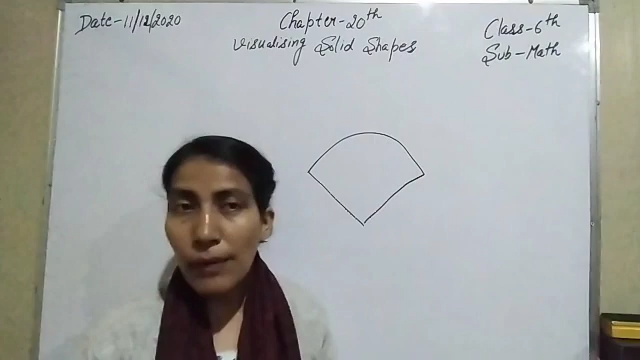 Date-11/12/2020
Chapter-20th
Visualising Solid Shapes
Class-6th
Sub-Math